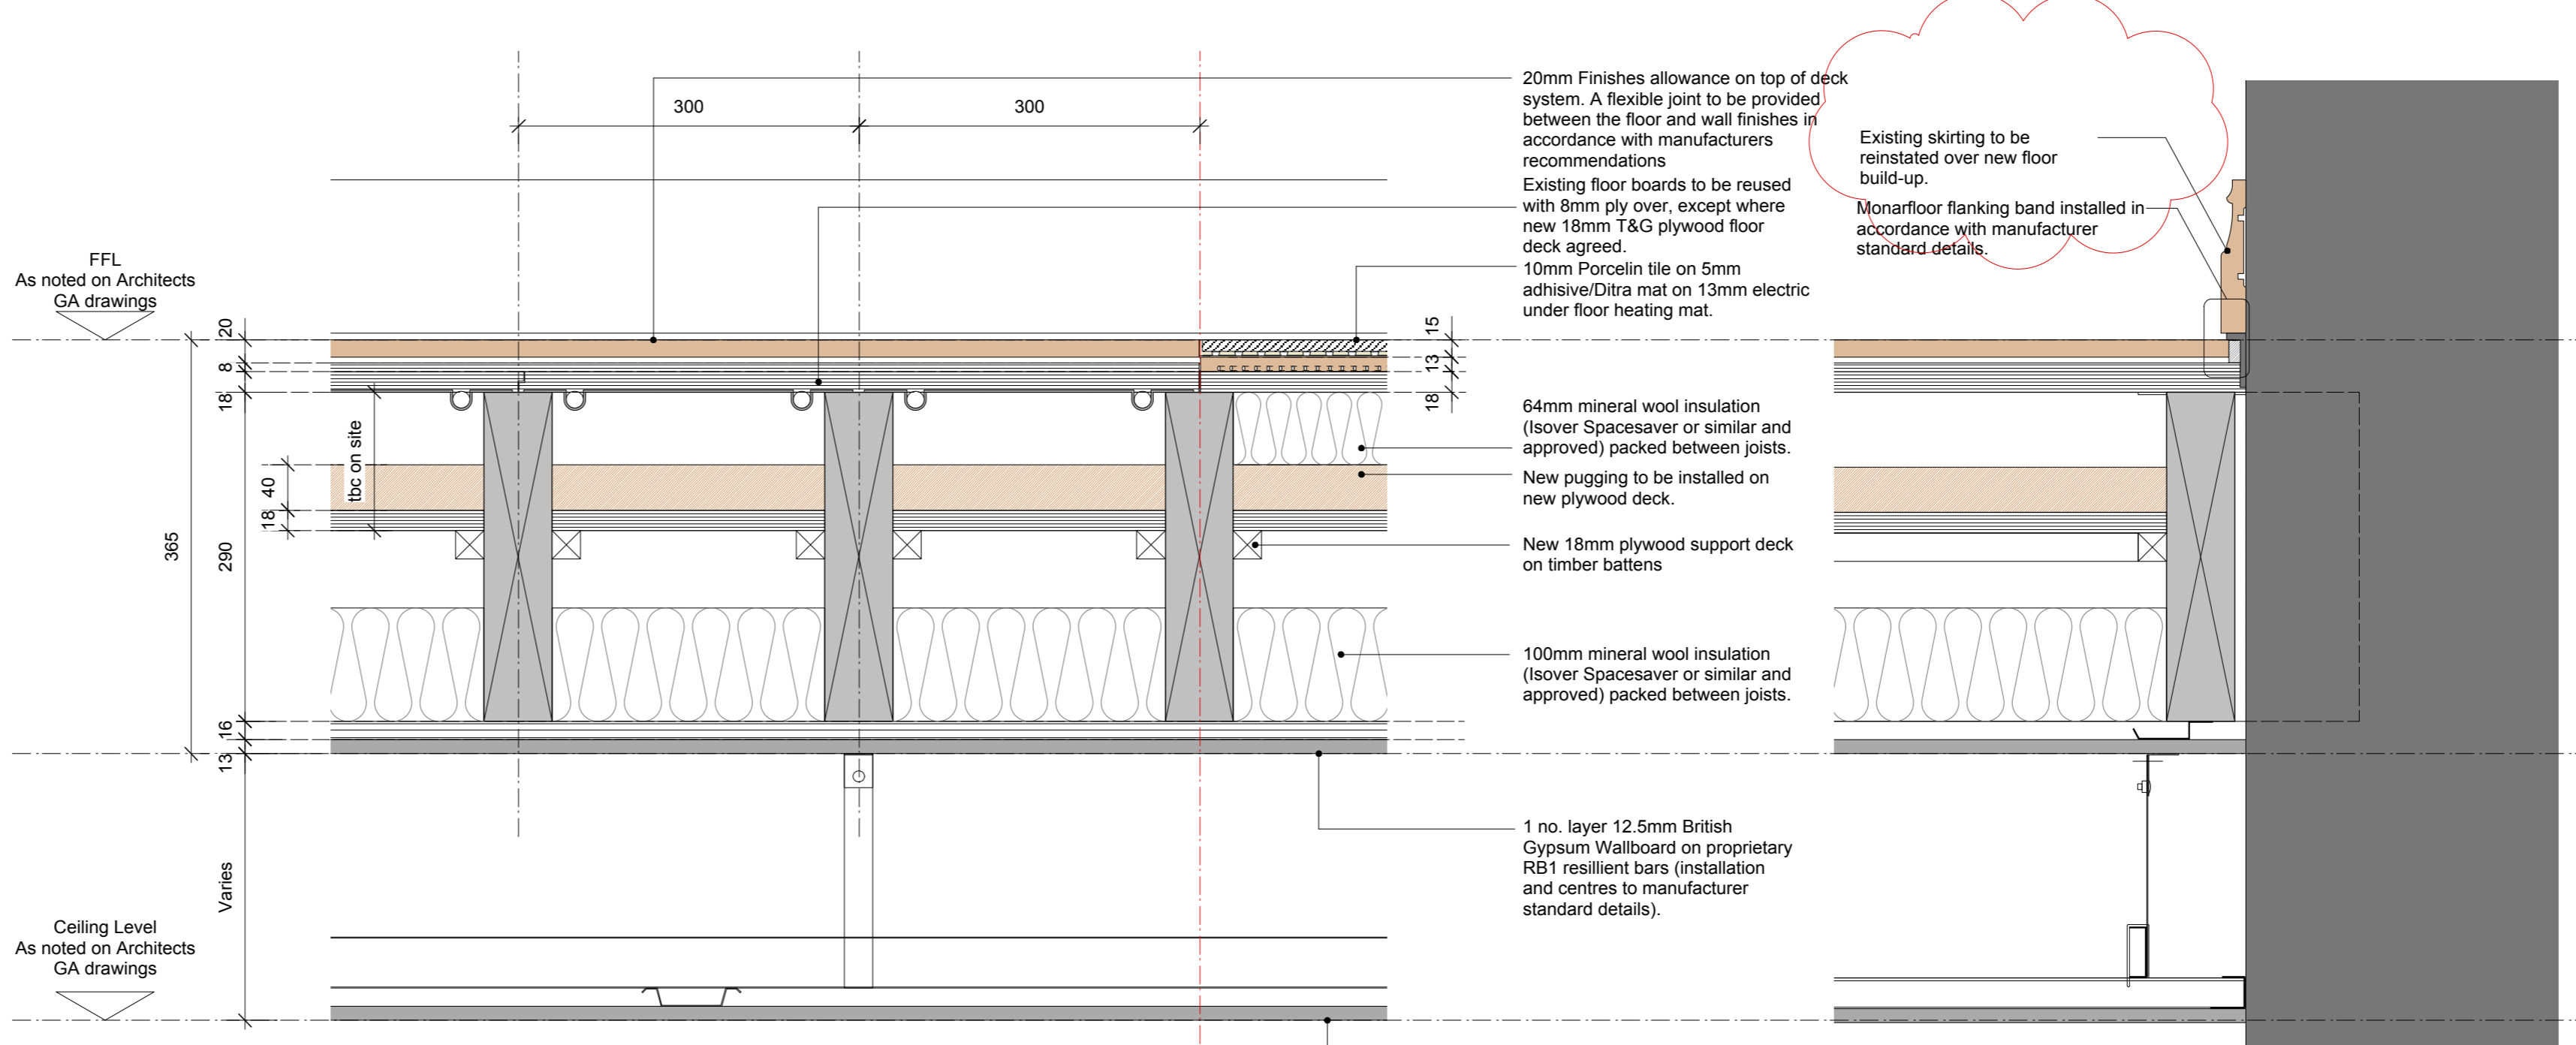 300
300
20mm Finishes allowance on top of deck
system. A flexible joint to be provided
between the floor and wall finishes in
accordance with manufacturers
recommendations
Existing floor boards to be reused
with 8mm ply over, except where
new 18mm T&G plywood floor
deck agreed.
10mm Porcelin tile on 5mm
adhisive/Ditra mat on 13mm electric
under floor heating mat.
Existing skirting to be
reinstated over new floor
build-up.
Monarfloor flanking band installed in
accordance with manufacturer
standard details.
FFL
As noted on Architects
GA drawings
20
8
18
15
13
18
tbc on site
40
18
365
290
16
13
Varies
64mm mineral wool insulation
(Isover Spacesaver or similar and
approved) packed between joists.
New pugging to be installed on
new plywood deck.
New 18mm plywood support deck
on timber battens
100mm mineral wool insulation
(Isover Spacesaver or similar and
approved) packed between joists.
1 no. layer 12.5mm British
Gypsum Wallboard on proprietary
RB1 resillient bars (installation
and centres to manufacturer
standard details).
Ceiling Level
As noted on Architects
GA drawings